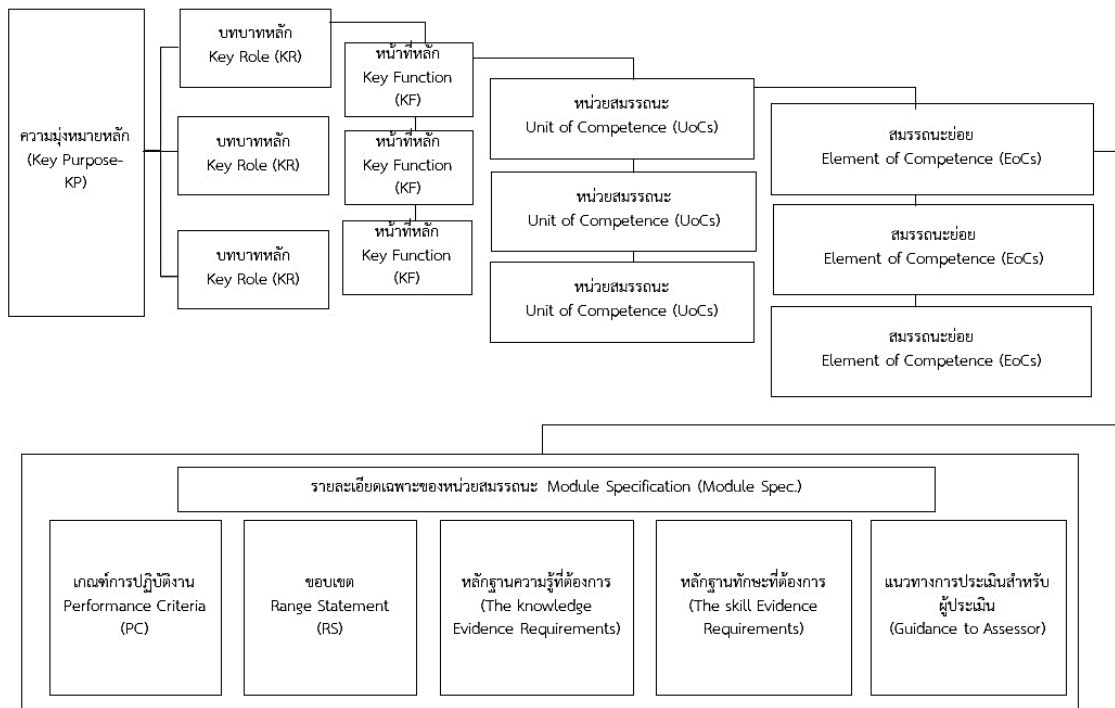 ความมุ่งหมายหลัก
(Key Purpose-
KP)
บทบาทหลัก
Key Role (KR)
บทบาทหลัก
Key Role (KR)
บทบาทหลัก
Key Role (KR)
หน้าที่หลัก
Key Function
(KF)
หน้าที่หลัก
Key Function
(KF)
หน้าที่หลัก
Key Function
(KF)
หน่วยสมรรถนะ
Unit of Competence (UoCs)
หน่วยสมรรถนะ
Unit of Competence (UoCs)
หน่วยสมรรถนะ
Unit of Competence (UoCs)
สมรรถนะย่อย
Element of Competence (EoCs)
สมรรถนะย่อย
Element of Competence (EoCs)
สมรรถนะย่อย
Element of Competence (EoCs)
รายละเอียดเฉพาะของหน่วยสมรรถนะ Module Specification (Module Spec.)
เกณฑ์การปฏิบัติงาน
Performance Criteria
(PC)
ขอบเขต
Range Statement
(RS)
หลักฐานความรู้ที่ต้องการ
(The knowledge
Evidence Requirements)
หลักฐานทักษะที่ต้องการ
(The skill Evidence
Requirements)
แนวทางการประเมินสำหรับ
ผู้ประเมิน
(Guidance to Assessor)